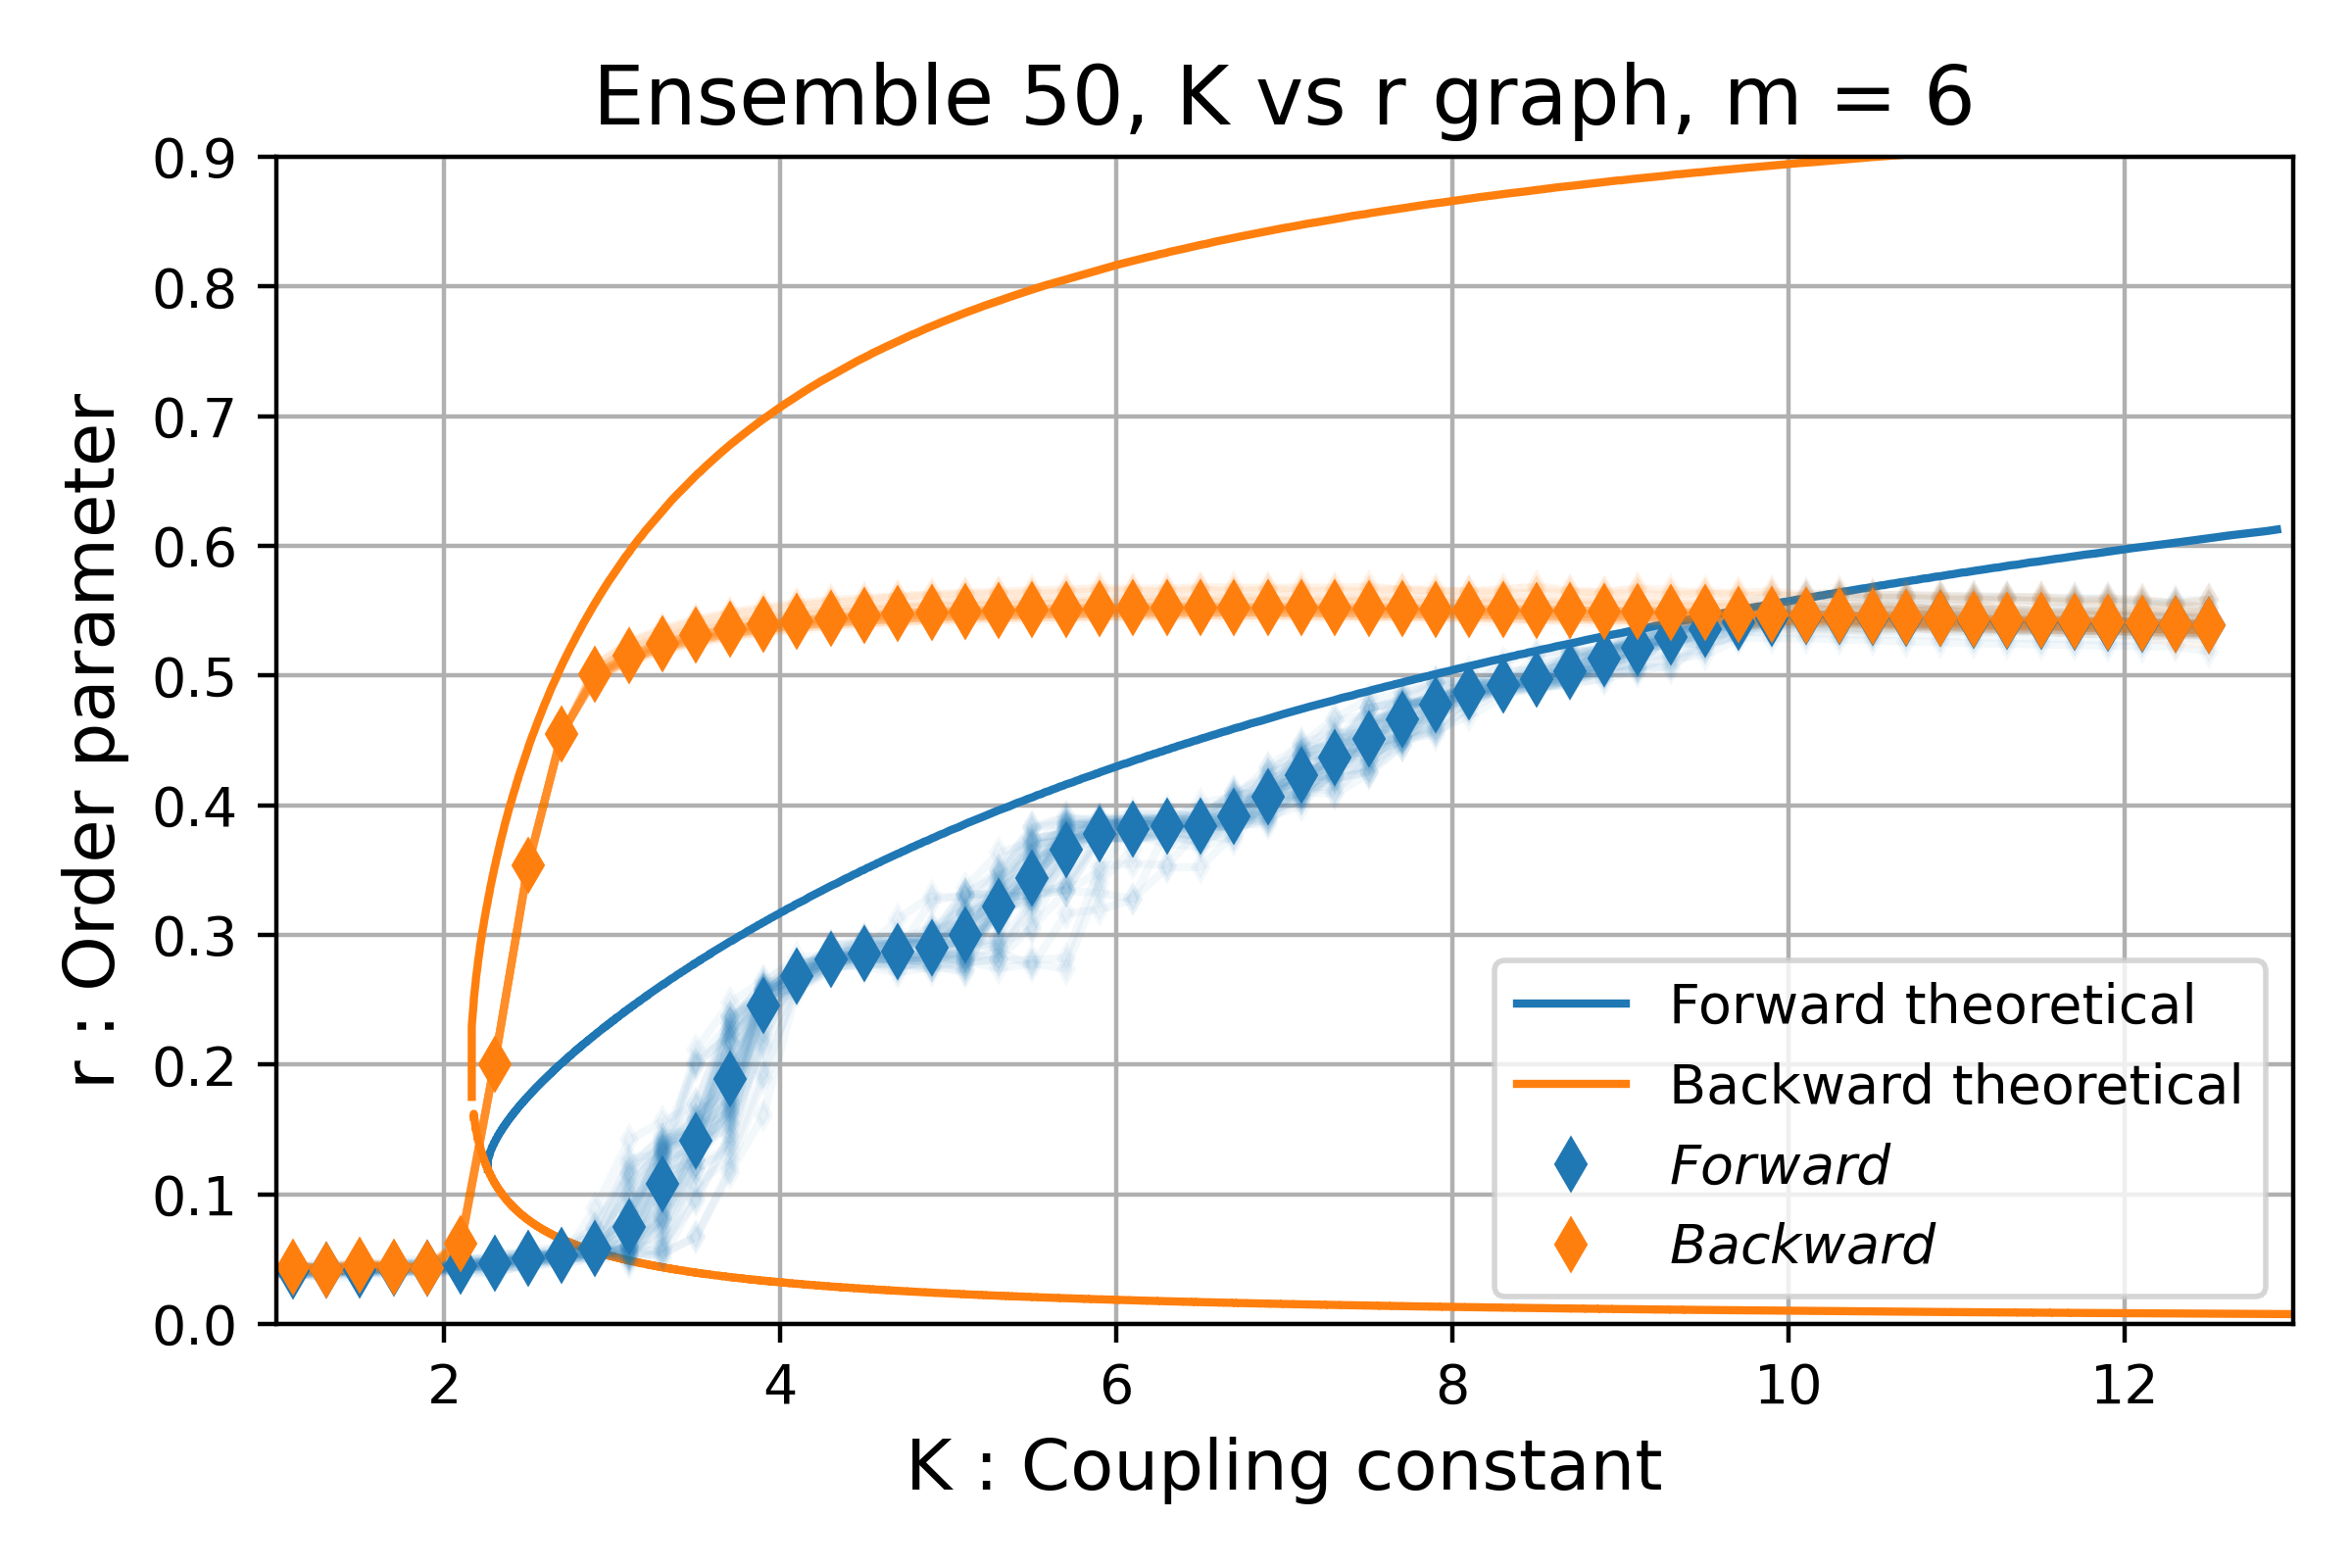 Ensemble 50, K vs r graph, m = 6
r : Order parameter
0.9
0.8
0.7
0.6
0.5
0.4
0.3
0.2
0.1
0.0
Forward theoretical
Backward theoretical
Forward
Backward
2 4 6 8 10 12
K : Coupling constant